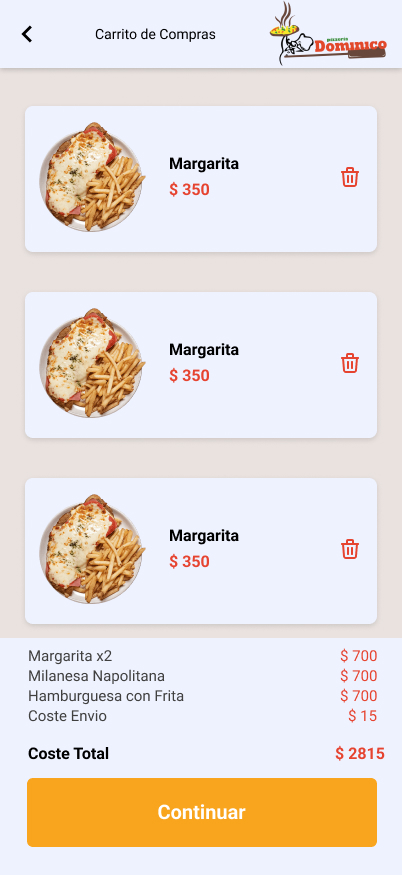 Carrito de Compras
pizzeria
Dominico
Margarita
$ 350
Margarita
$ 350
Margarita
$ 350
Margarita x2 $ 700
Milanesa Napolitana $ 700
Hamburguesa con Frita $ 700
Coste Envio $ 15
Coste Total $ 2815
Continuar